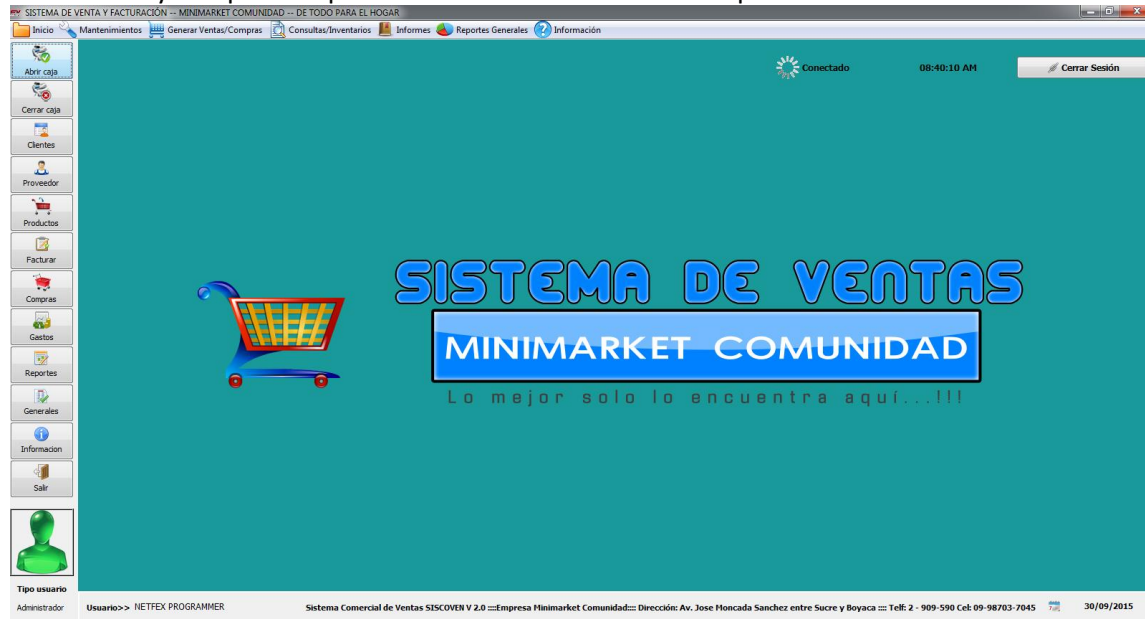 SISTEMA DE VENTA Y FACTURACIÓN -- MINIMARKET COMUNIDAD -- DE TODO PARA EL HOGAR
Inicio Mantenimientos Generar Ventas/Compras Consultas/Inventarios Informes Reportes Generales Información
Conectado 08:40:10 AM Cerrar Sesión
Abrir caja
Cerrar caja
Clientes
Proveedor
Productos
Facturar
Compras
Gastos
Reportes
Generales
Informacion
Salir
SISTEMA DE VENTAS
MINIMARKET COMUNIDAD
Lo mejor solo lo encuentra aquí...!!!
Tipo usuario
Administrador
Usuario>> NETFEX PROGRAMMER
Sistema Comercial de Ventas SISCOVEN V 2.0 ::::Empresa Minimarket Comunidad:::: Dirección: Av. Jose Moncada Sanchez entre Sucre y Boyaca :::: Telf: 2 - 909-590 Cel: 09-98703-7045
30/09/2015